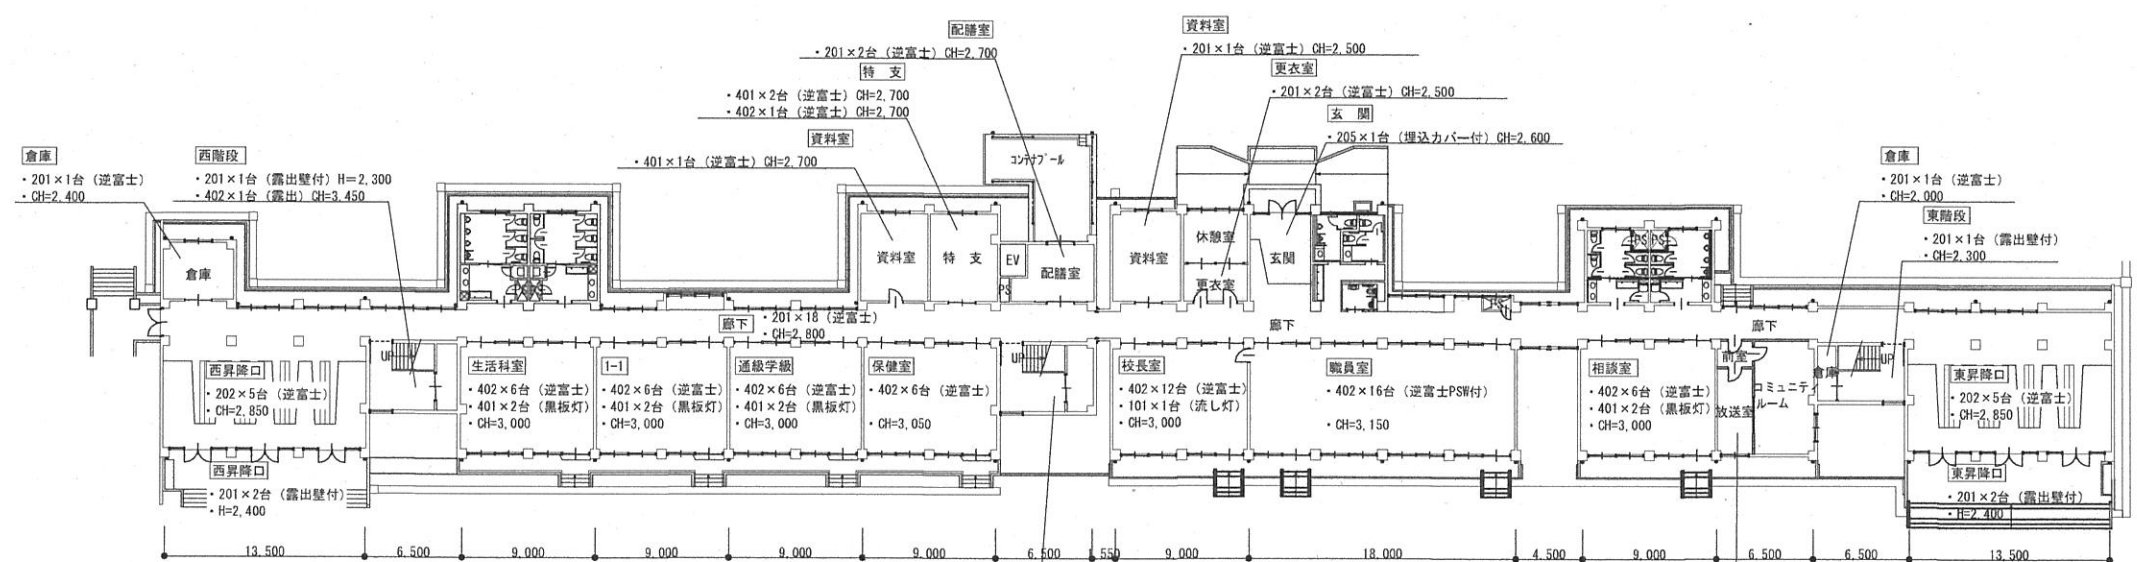 配膳室
・201×2台（逆富士）CH=2,700
特 支
・401×2台（逆富士）CH=2,700
・402×1台（逆富士）CH=2,700
資料室
・401×1台（逆富士）CH=2,700
資料室
・201×1台（逆富士）CH=2,500
更衣室
・201×2台（逆富士）CH=2,500
玄 関
・205×1台（埋込カバー付）CH=2,600
倉庫
・201×1台（逆富士）
・CH=2,400
西階段
・201×1台（露出壁付）H=2,300
・402×1台（露出）CH=3,450
倉庫
・201×1台（逆富士）
・CH=2,000
東階段
・201×1台（露出壁付）
・CH=2,300
コンテナプール
倉庫
資料室
特 支
EV
PS
配膳室
資料室
休憩室
更衣室
玄関
PS
PS
PS
PS
PS
廊下
・201×18（逆富士）
・CH=2,800
廊下
廊下
UP
UP
UP
西昇降口
・202×5台（逆富士）
・CH=2,850
生活科室
・402×6台（逆富士）
・401×2台（黒板灯）
・CH=3,000
1-1
・402×6台（逆富士）
・401×2台（黒板灯）
・CH=3,000
通級学級
・402×6台（逆富士）
・401×2台（黒板灯）
・CH=3,000
保健室
・402×6台（逆富士）
・CH=3,050
校長室
・402×12台（逆富士）
・101×1台（流し灯）
・CH=3,000
職員室
・402×16台（逆富士PSW付）
・CH=3,150
相談室
・402×6台（逆富士）
・401×2台（黒板灯）
・CH=3,000
前室
放送室
コミュニティ
ルーム
倉庫
東昇降口
・202×5台（逆富士）
・CH=2,850
西昇降口
・201×2台（露出壁付）
・H=2,400
東昇降口
・201×2台（露出壁付）
・H=2,400
13,500 6,500 9,000 9,000 9,000 9,000 6,500 1,550 9,000 18,000 4,500 9,000 6,500 6,500 13,500